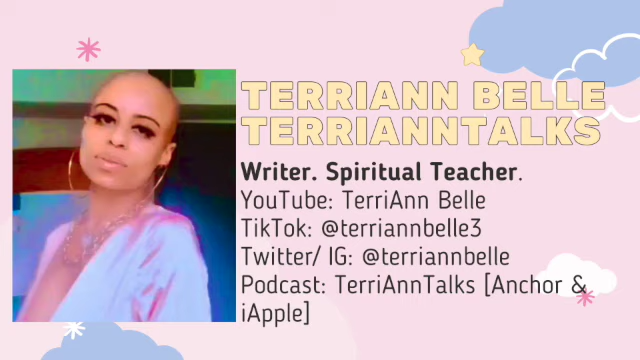 TERRIANN BELLE
TERRIANNTALKS
Writer. Spiritual Teacher.
YouTube: TerriAnn Belle
TikTok: @terriannbelle3
Twitter/ IG: @terriannbelle
Podcast: TerriAnnTalks [Anchor &
iApple]